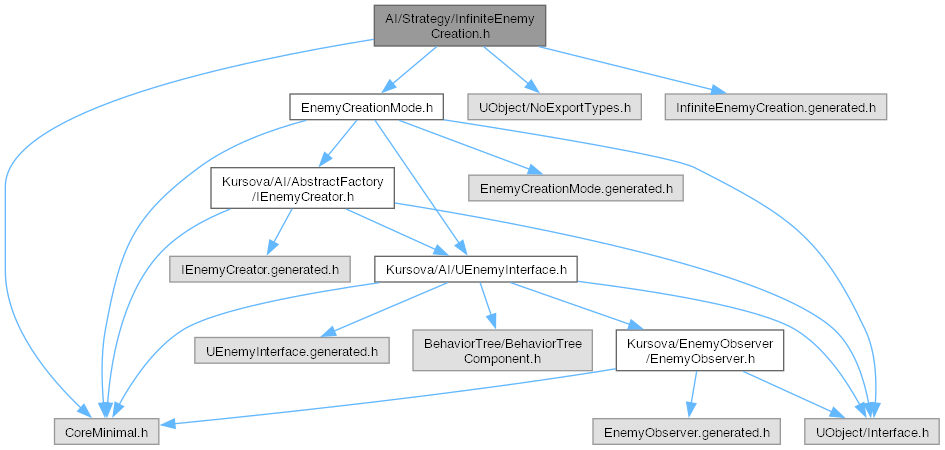 AI/Strategy/InfiniteEnemy
Creation.h
EnemyCreationMode.h
UObject/NoExportTypes.h
InfiniteEnemyCreation.generated.h
Kursova/AI/AbstractFactory
/IEnemyCreator.h
EnemyCreationMode.generated.h
IEnemyCreator.generated.h
Kursova/AI/UEnemyInterface.h
UEnemyInterface.generated.h
BehaviorTree/BehaviorTree
Component.h
Kursova/EnemyObserver
/EnemyObserver.h
CoreMinimal.h
EnemyObserver.generated.h
UObject/Interface.h